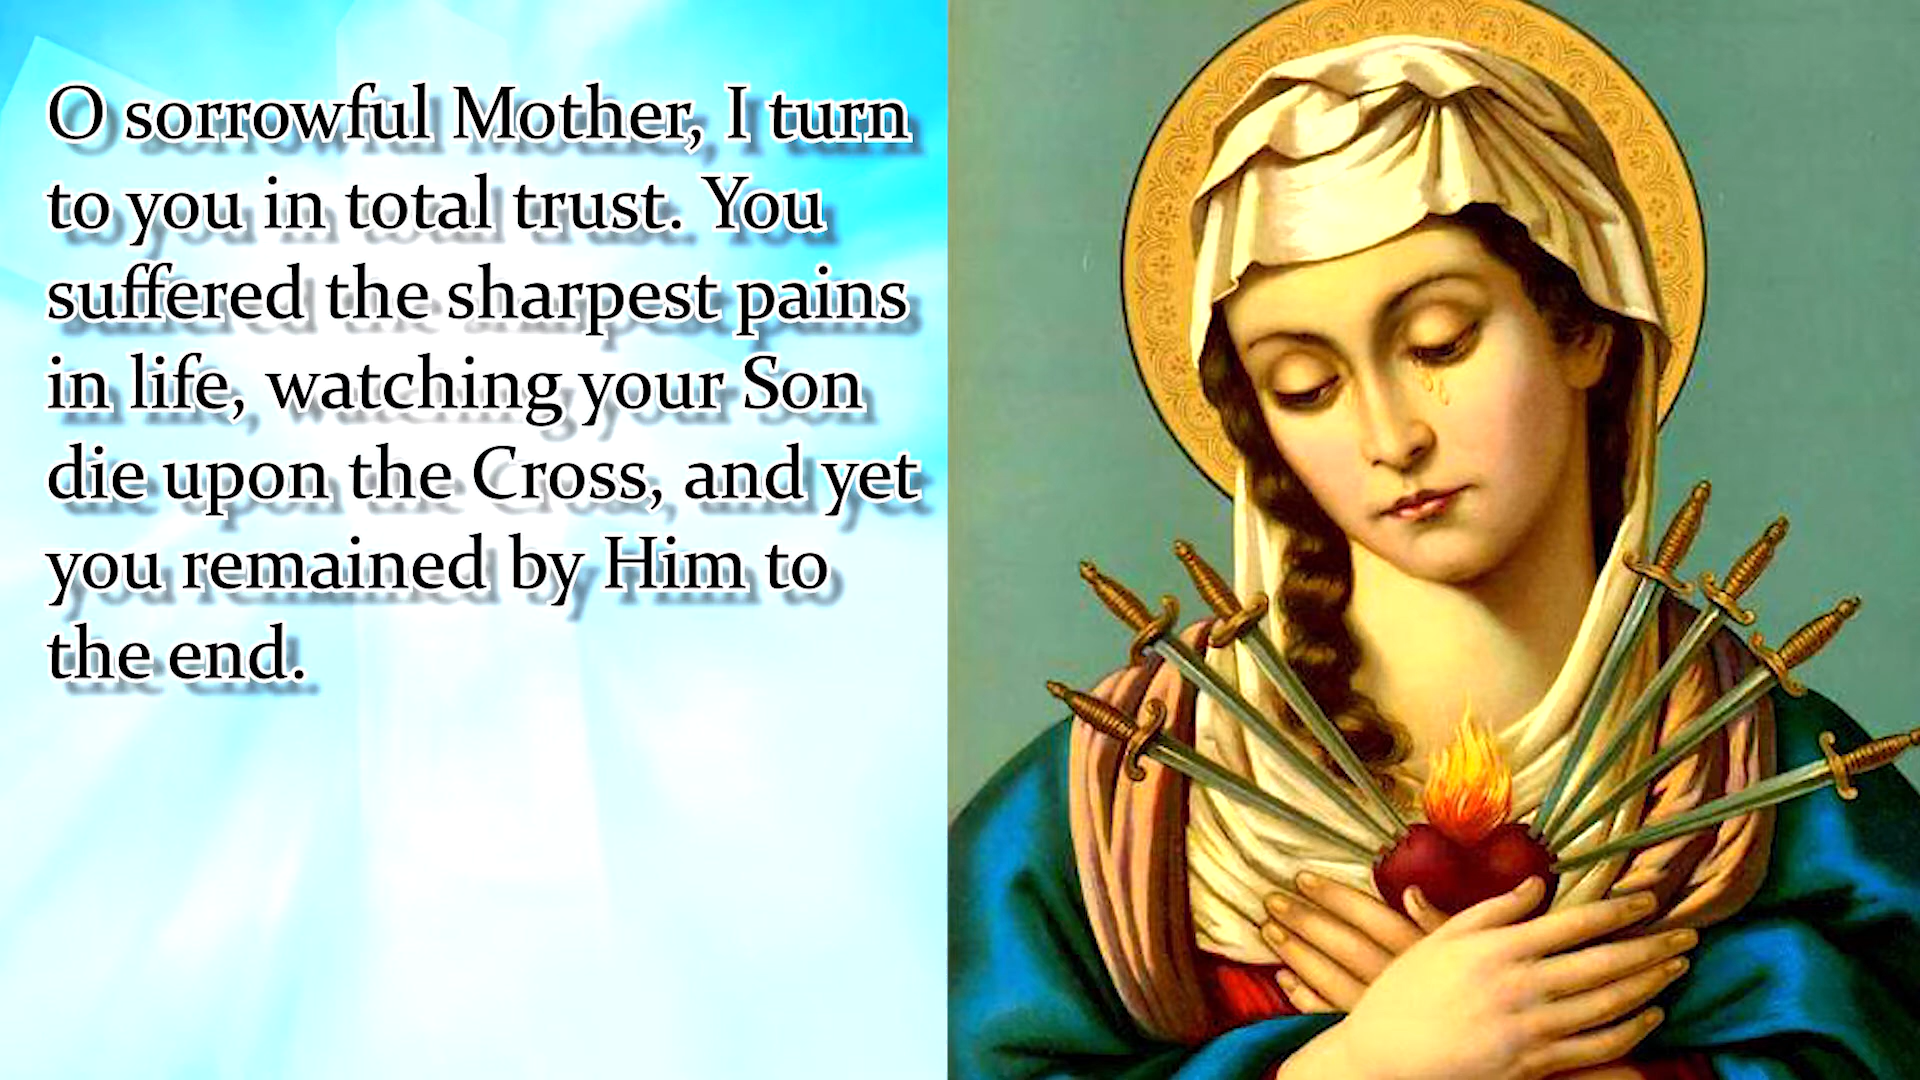 O sorrowful Mother, I turn
to you in total trust. You
suffered the sharpest pains
in life, watching your Son
die upon the Cross, and yet
you remained by Him to
the end.